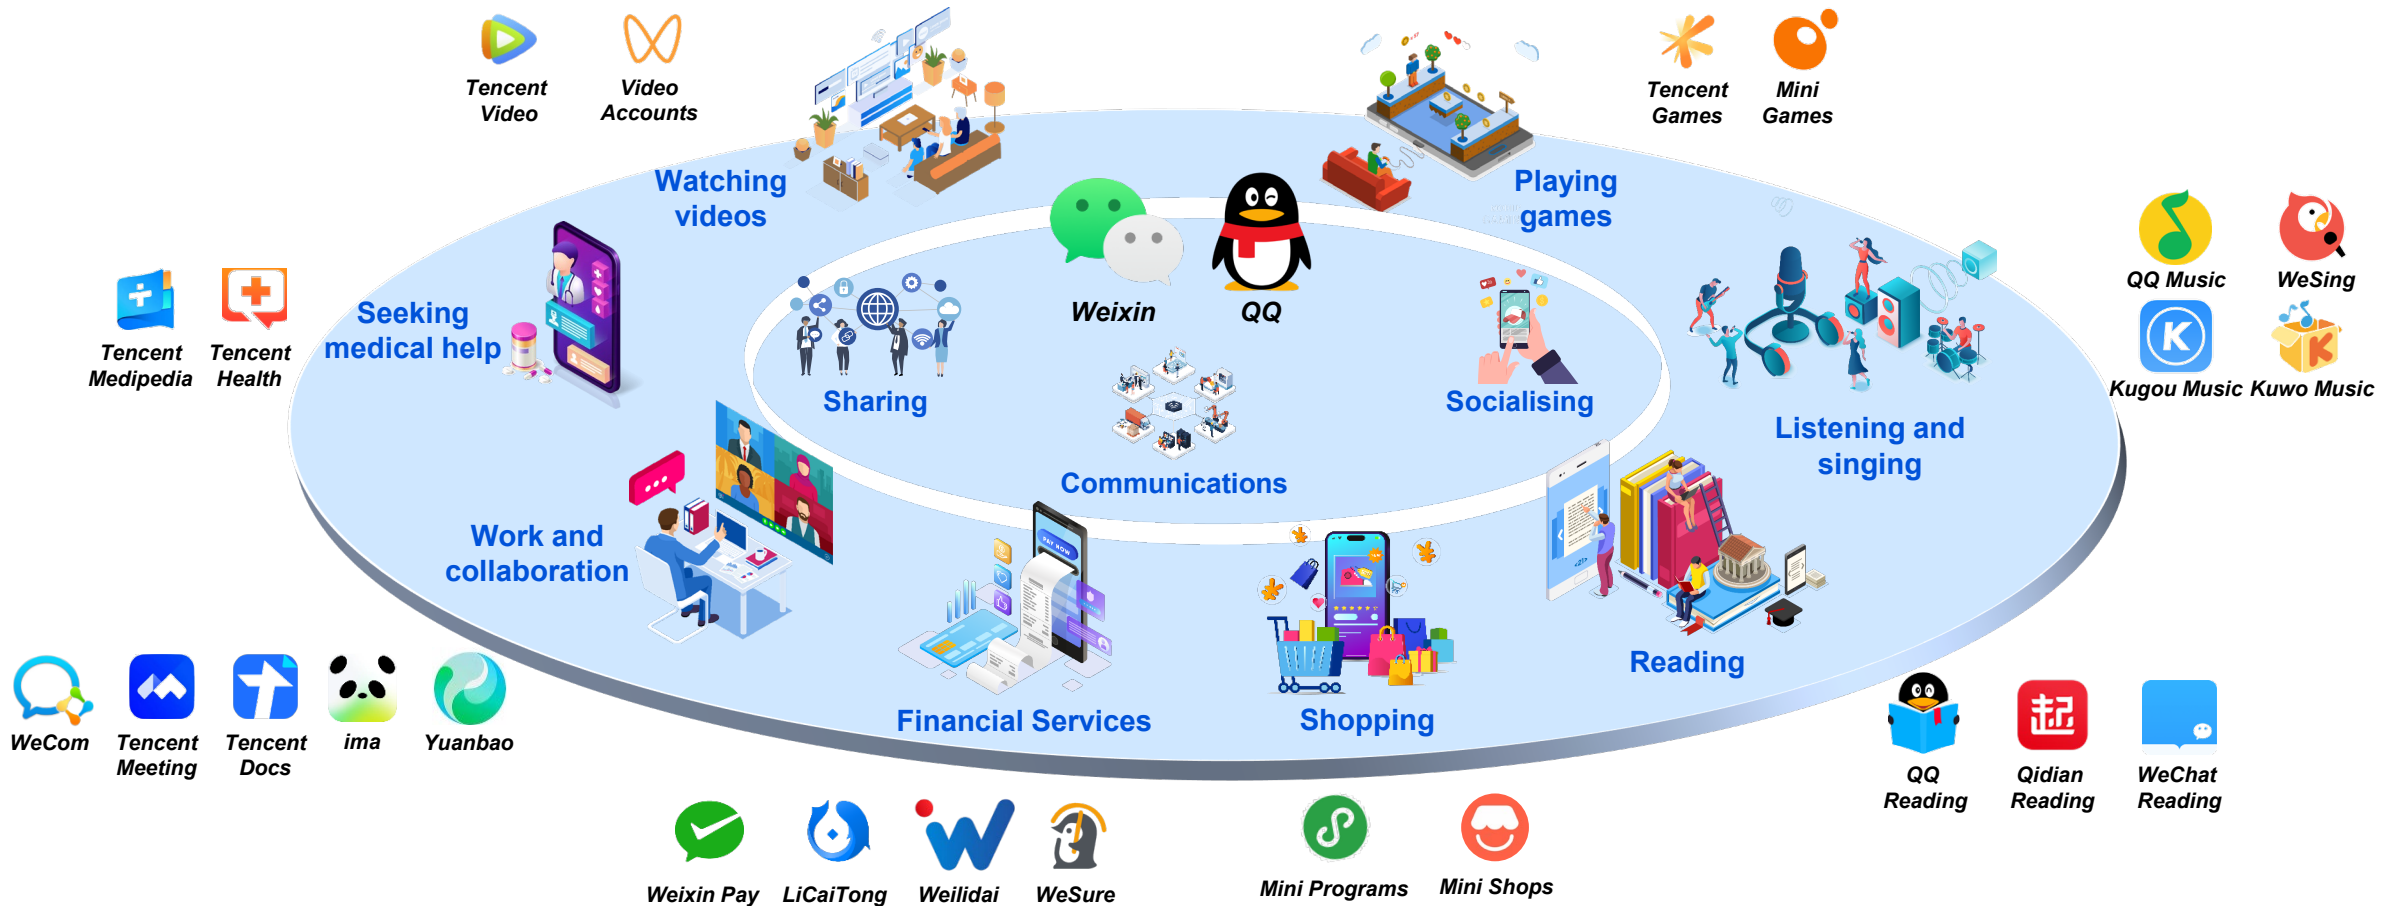 Tencent
Video
Video
Accounts
Tencent
Games
Mini
Games
Watching
videos
Playing
games
Weixin
QQ
QQ Music
WeSing
Kugou Music
Kuwo Music
Tencent
Medipedia
Tencent
Health
Seeking
medical help
Sharing
Communications
Socialising
Listening and
singing
Work and
collaboration
PAY NOW
Financial Services
Shopping
Reading
WeCom
Tencent
Meeting
Tencent
Docs
ima
Yuanbao
Weixin Pay
LiCaiTong
Weilidai
WeSure
Mini Programs
Mini Shops
起
QQ
Reading
Qidian
Reading
WeChat
Reading